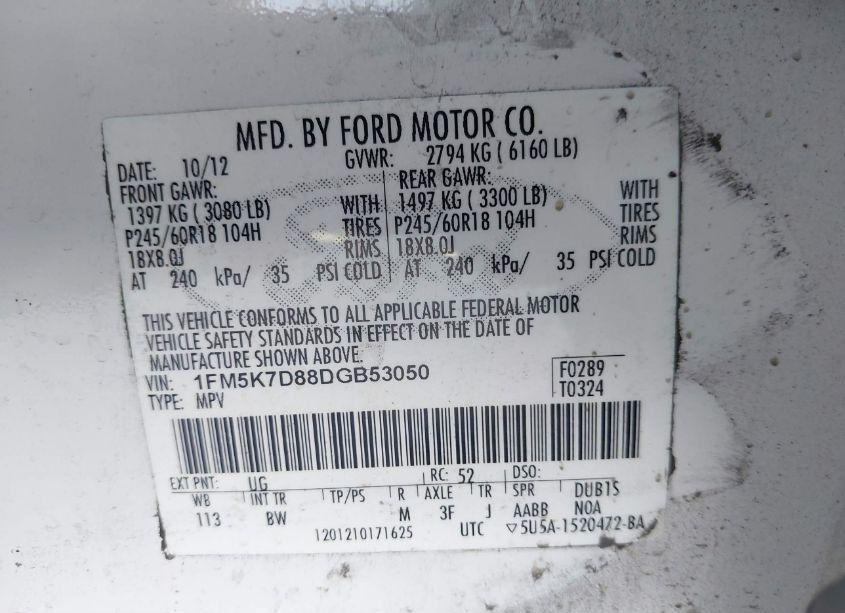 MFD. BY FORD MOTOR CO.
DATE: 10/12 GVWR: 2794 KG ( 6160 LB)
FRONT GAWR: REAR GAWR:
1397 KG ( 3080 LB) WITH 1497 KG ( 3300 LB) WITH
P245/60R18 104H TIRES P245/60R18 104H TIRES
18X8.0J RIMS 18X8.0J RIMS
AT 240 kPa/ 35 PSI COLD AT 240 kPa/ 35 PSI COLD
THIS VEHICLE CONFORMS TO ALL APPLICABLE FEDERAL MOTOR
VEHICLE SAFETY STANDARDS IN EFFECT ON THE DATE OF
MANUFACTURE SHOWN ABOVE.
VIN: 1FM5K7D88DGB53050 F0289
TYPE: MPV T0324
EXT PNT: UG RC: 52 DSO:
WB INT TR TP/PS R AXLE TR SPR DUB1S
113 BW M 3F J AABB NOA
1201210171625 UTC ▽5U5A-1520472-BA